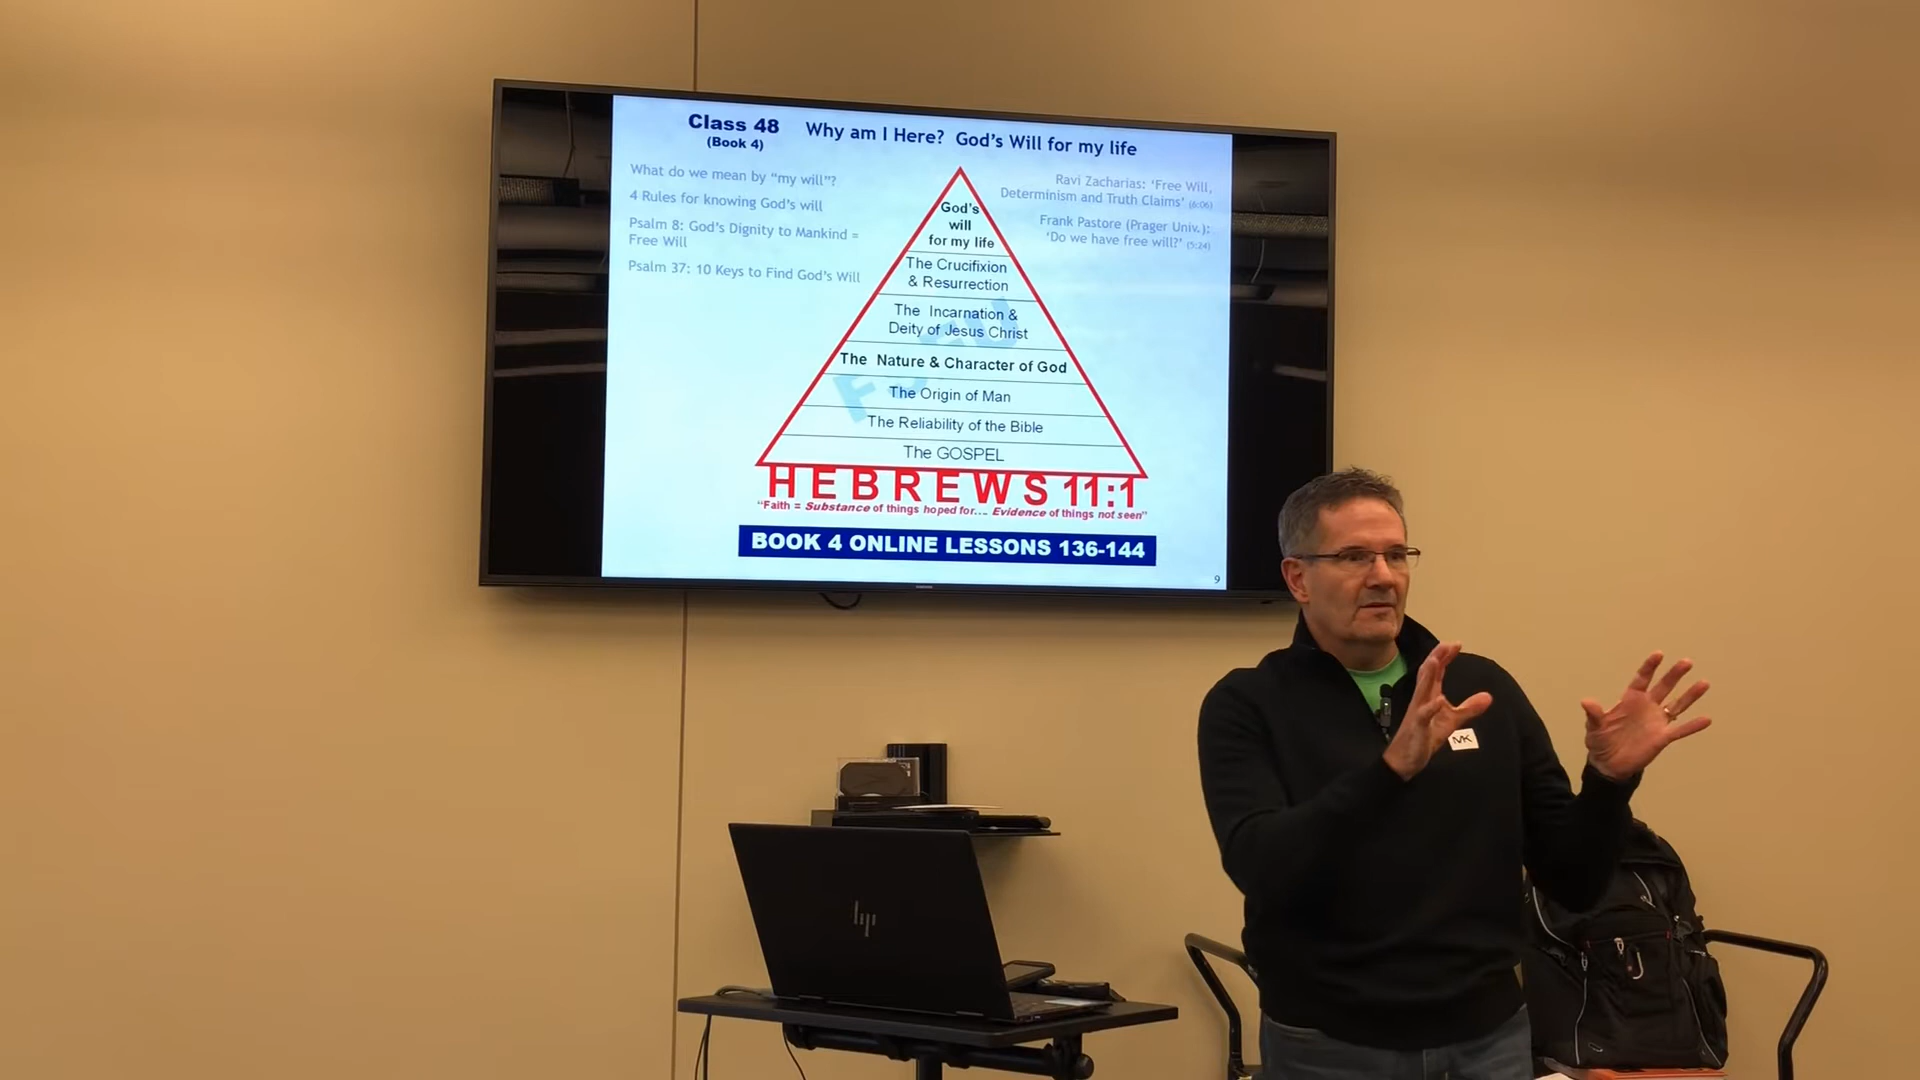 Class 48
(Book 4)
Why am I Here? God's Will for my life
What do we mean by "my will"?
4 Rules for knowing God's will
Psalm 8: God's Dignity to Mankind =
Free Will
Psalm 37: 10 Keys to Find God's Will
Ravi Zacharias: 'Free Will,
Determinism and Truth Claims' (6:06)
Frank Pastore (Prager Univ.):
'Do we have free will?' (5:24)
God's
will
for my life
The Crucifixion
& Resurrection
The Incarnation &
Deity of Jesus Christ
The Nature & Character of God
The Origin of Man
The Reliability of the Bible
The GOSPEL
HEBREWS 11:1
"Faith = Substance of things hoped for.... Evidence of things not seen"
BOOK 4 ONLINE LESSONS 136-144
9
hp
MK